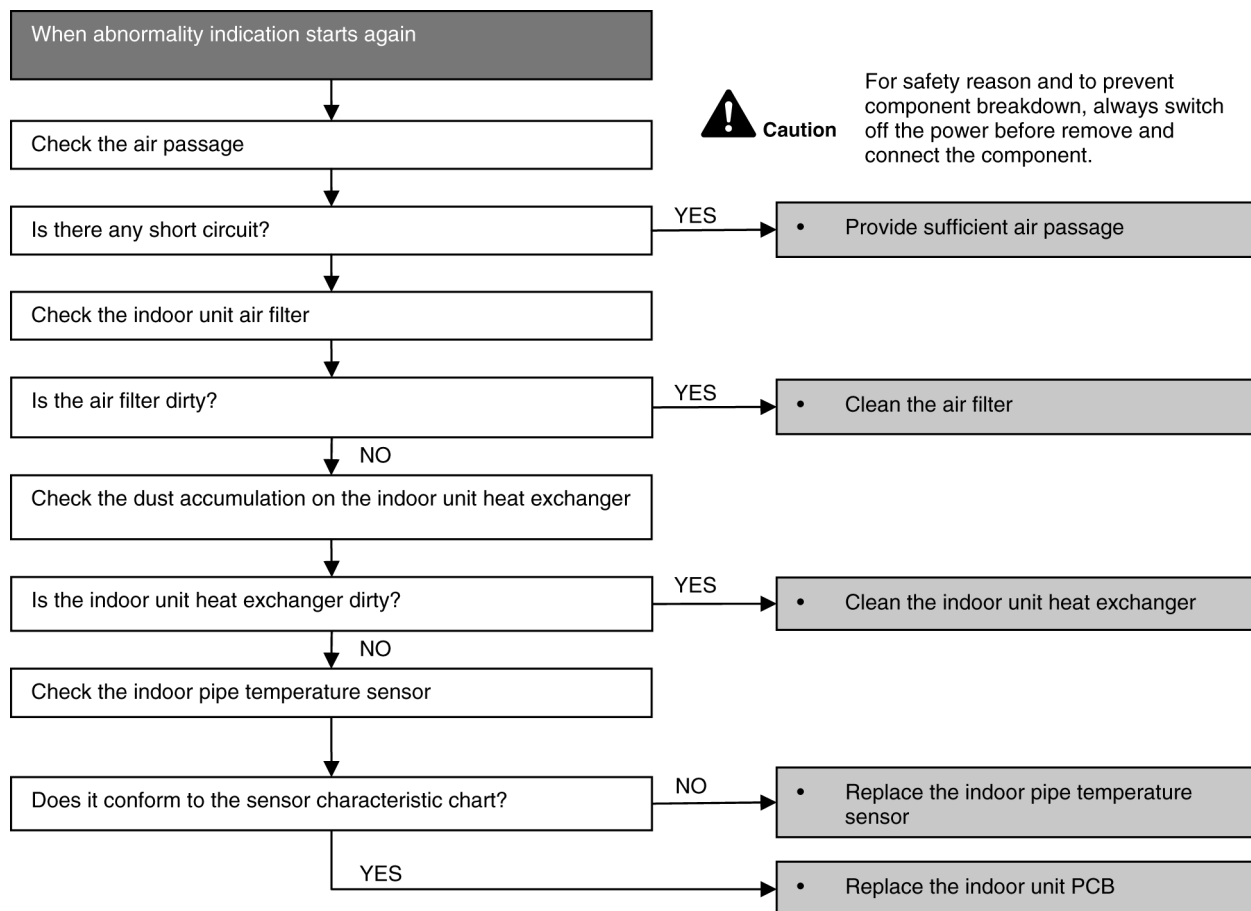 When abnormality indication starts again
For safety reason and to prevent
component breakdown, always switch
off the power before remove and
connect the component.
Caution
Check the air passage
Is there any short circuit?
YES
• Provide sufficient air passage
Check the indoor unit air filter
Is the air filter dirty?
YES
• Clean the air filter
NO
Check the dust accumulation on the indoor unit heat exchanger
Is the indoor unit heat exchanger dirty?
YES
• Clean the indoor unit heat exchanger
NO
Check the indoor pipe temperature sensor
Does it conform to the sensor characteristic chart?
NO
• Replace the indoor pipe temperature
sensor
YES
• Replace the indoor unit PCB